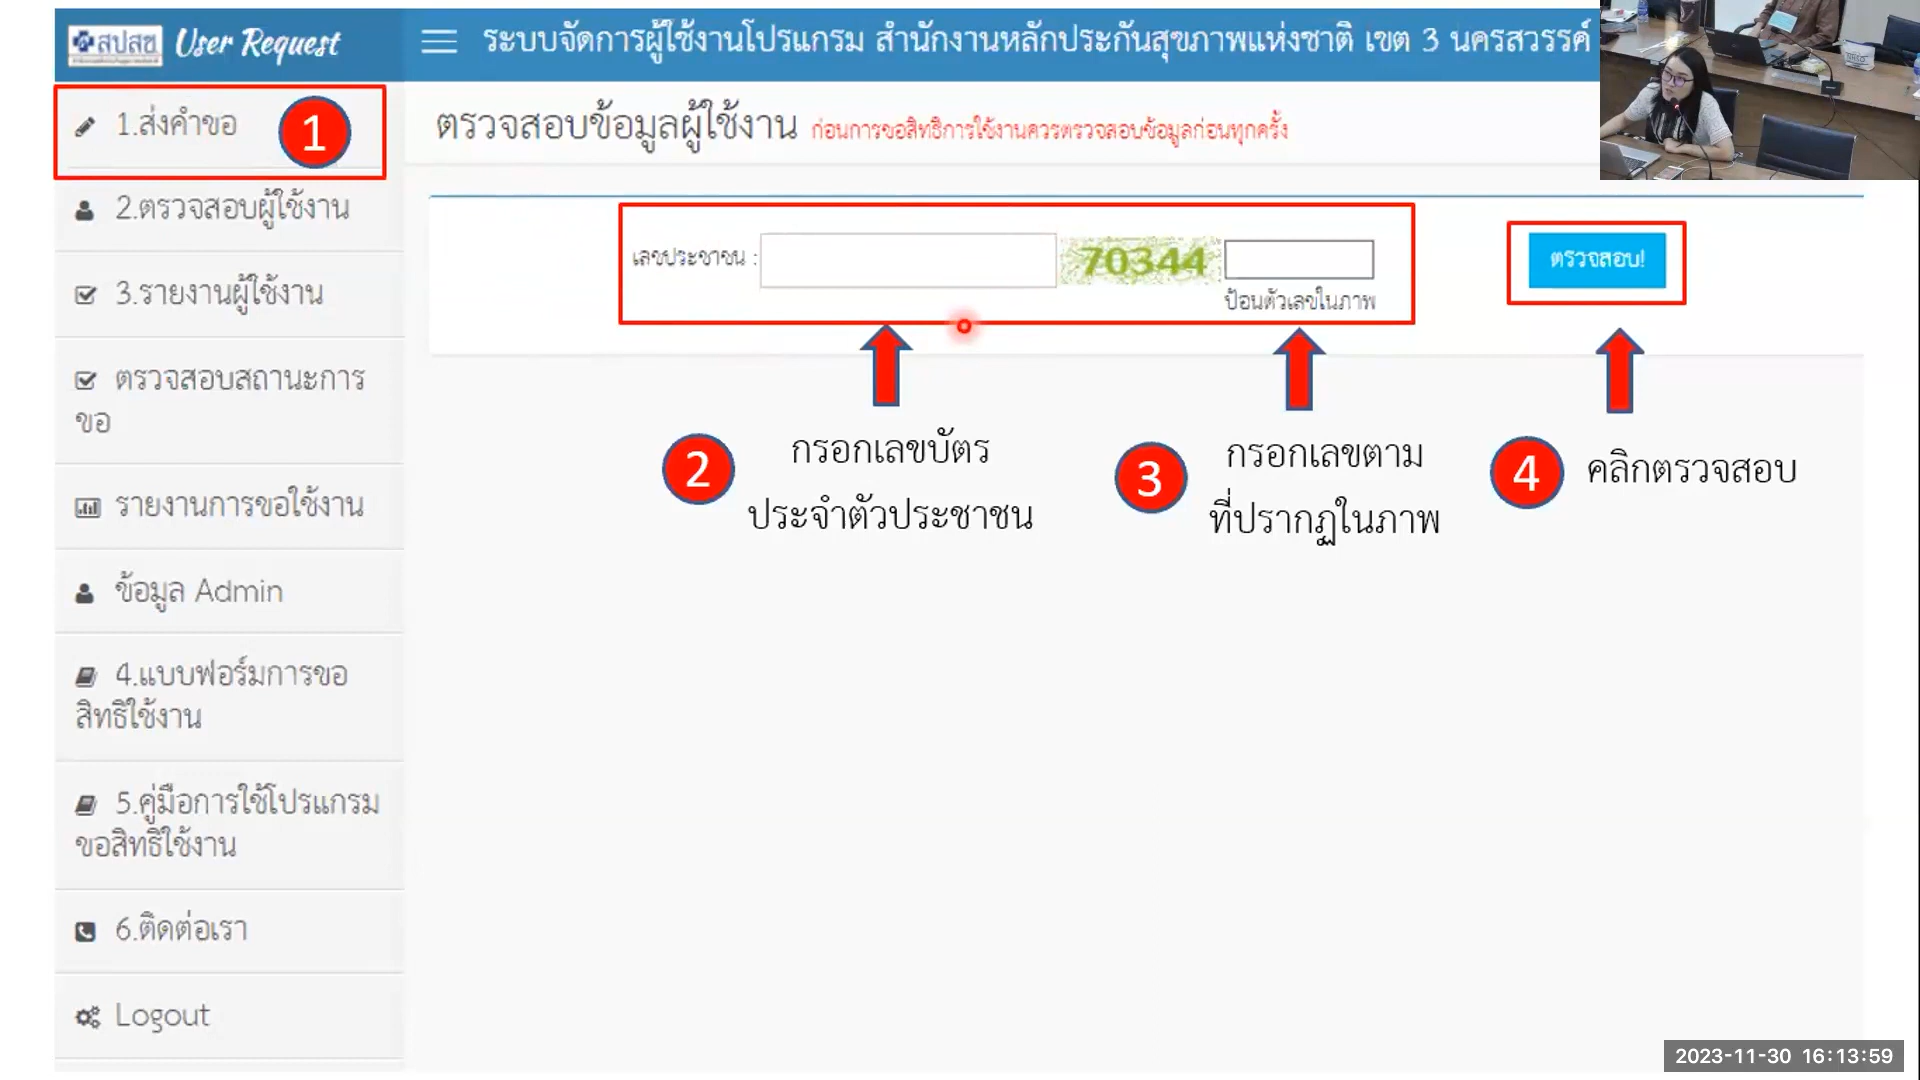 สปสช User Request
ระบบจัดการผู้ใช้งานโปรแกรม สำนักงานหลักประกันสุขภาพแห่งชาติ เขต 3 นครสวรรค์
1.ส่งคำขอ
1
2.ตรวจสอบผู้ใช้งาน
3.รายงานผู้ใช้งาน
ตรวจสอบสถานะการ
ขอ
รายงานการขอใช้งาน
ข้อมูล Admin
4.แบบฟอร์มการขอ
สิทธิใช้งาน
5.คู่มือการใช้โปรแกรม
ขอสิทธิใช้งาน
6.ติดต่อเรา
Logout
ตรวจสอบข้อมูลผู้ใช้งาน ก่อนการขอสิทธิการใช้งานควรตรวจสอบข้อมูลก่อนทุกครั้ง
เลขประชาชน :
70344
ป้อนตัวเลขในภาพ
ตรวจสอบ!
2
กรอกเลขบัตร
ประจำตัวประชาชน
3
กรอกเลขตาม
ที่ปรากฏในภาพ
4
คลิกตรวจสอบ
2023-11-30 16:13:59